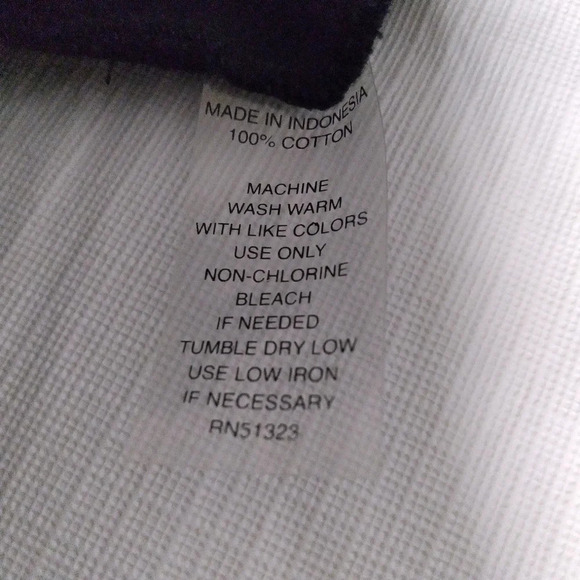 MADE IN INDONESIA
100% COTTON
MACHINE
WASH WARM
WITH LIKE COLORS
USE ONLY
NON-CHLORINE
BLEACH
IF NEEDED
TUMBLE DRY LOW
USE LOW IRON
IF NECESSARY
RN51323